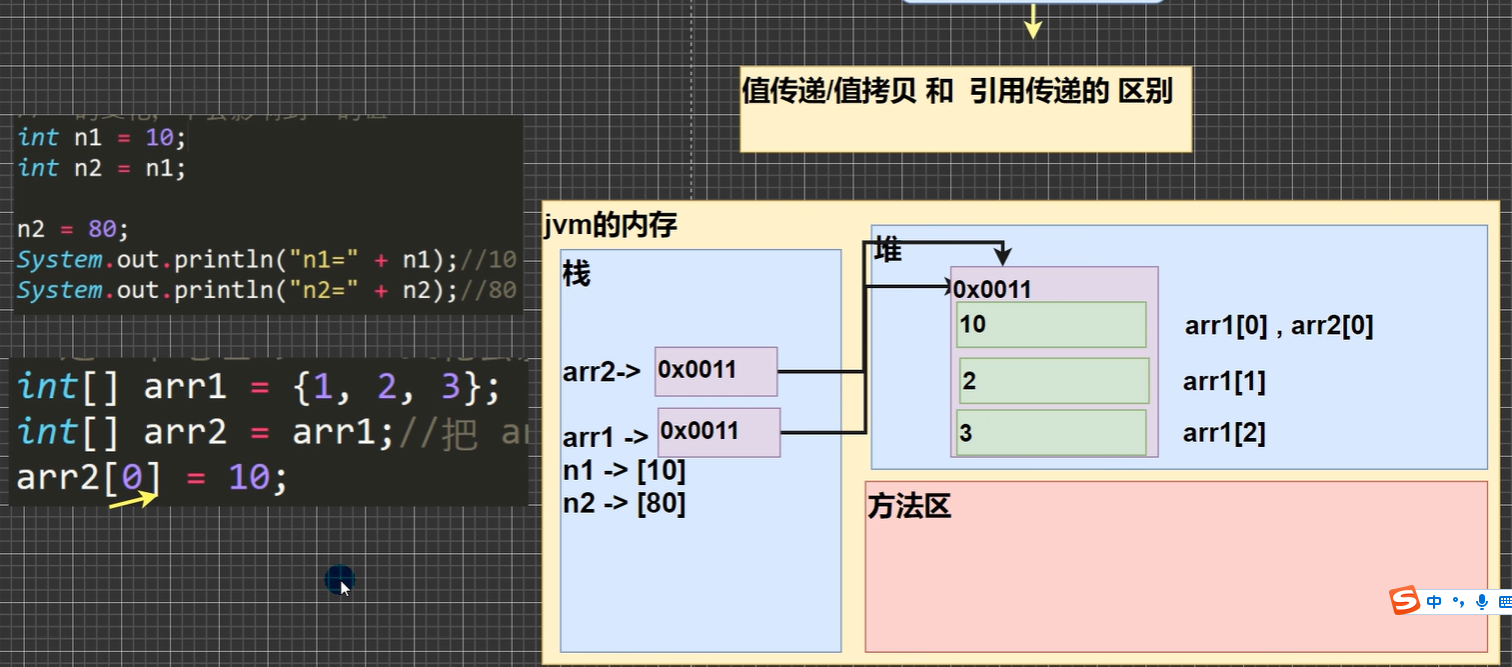 值传递/值拷贝 和 引用传递的 区别
int n1 = 10;
int n2 = n1;
n2 = 80;
System.out.println("n1=" + n1);//10
System.out.println("n2=" + n2);//80
int[] arr1 = {1, 2, 3};
int[] arr2 = arr1;//把
arr2[0] = 10;
jvm的内存
栈
arr2-> 0x0011
arr1 -> 0x0011
n1 -> [10]
n2 -> [80]
堆
0x0011
10 arr1[0] , arr2[0]
2 arr1[1]
3 arr1[2]
方法区
中